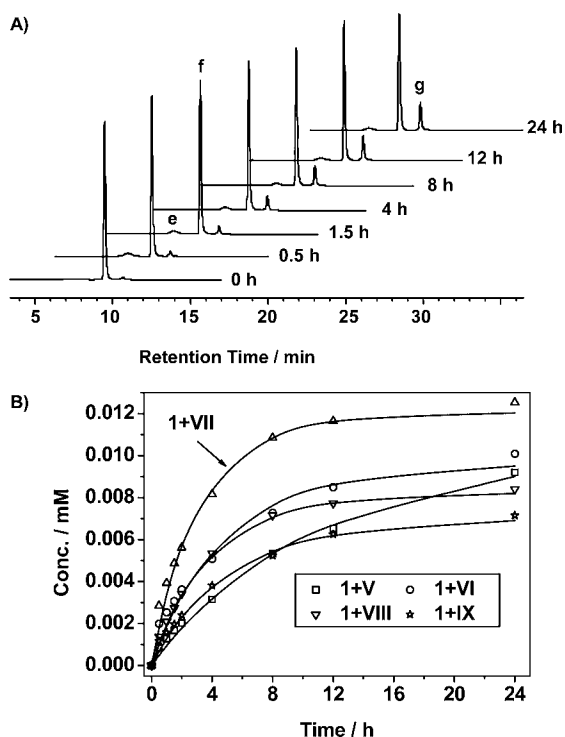 A)
f
g
24 h
12 h
8 h
4 h
e
1.5 h
0.5 h
0 h
5 10 15 20 25 30
Retention Time / min
B)
0.012
0.010
0.008
0.006
0.004
0.002
0.000
Conc. / mM
1+VII
1+V 1+VI
1+VIII 1+IX
0 4 8 12 16 20 24
Time / h